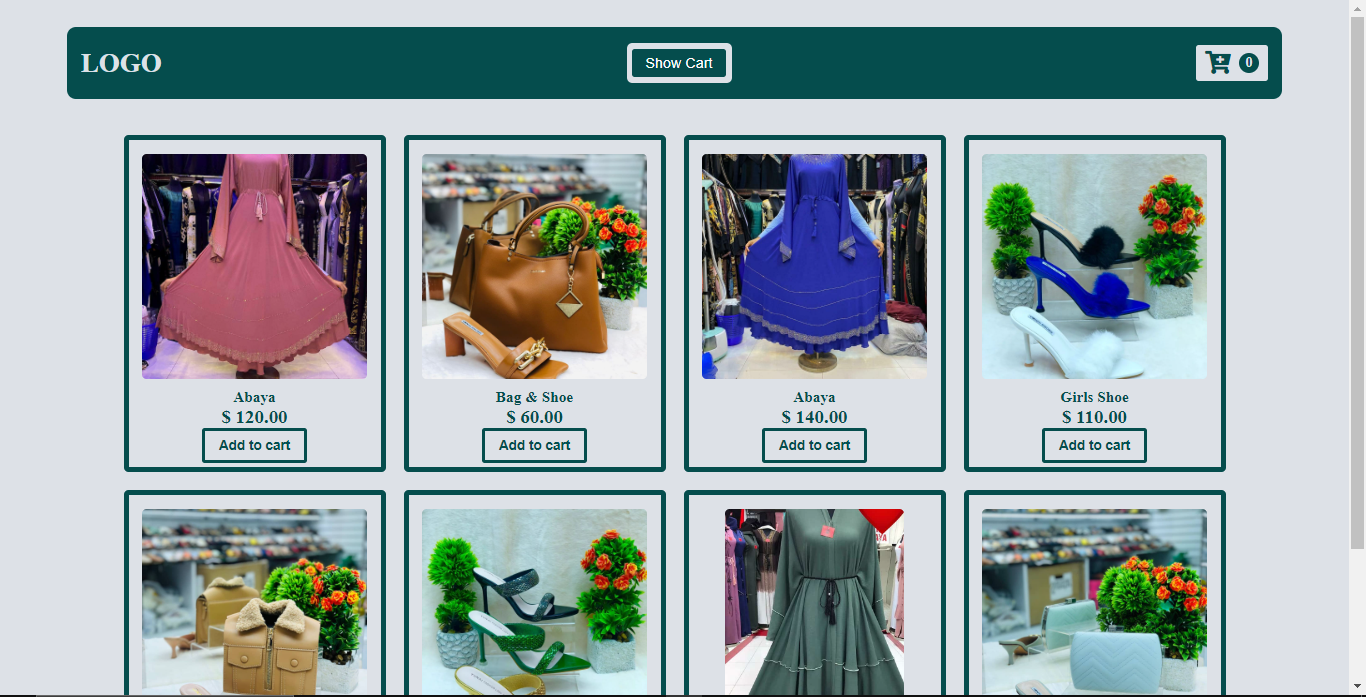 LOGO
Show Cart
0
Abaya
$ 120.00
Add to cart
Bag & Shoe
$ 60.00
Add to cart
Abaya
$ 140.00
Add to cart
Girls Shoe
$ 110.00
Add to cart